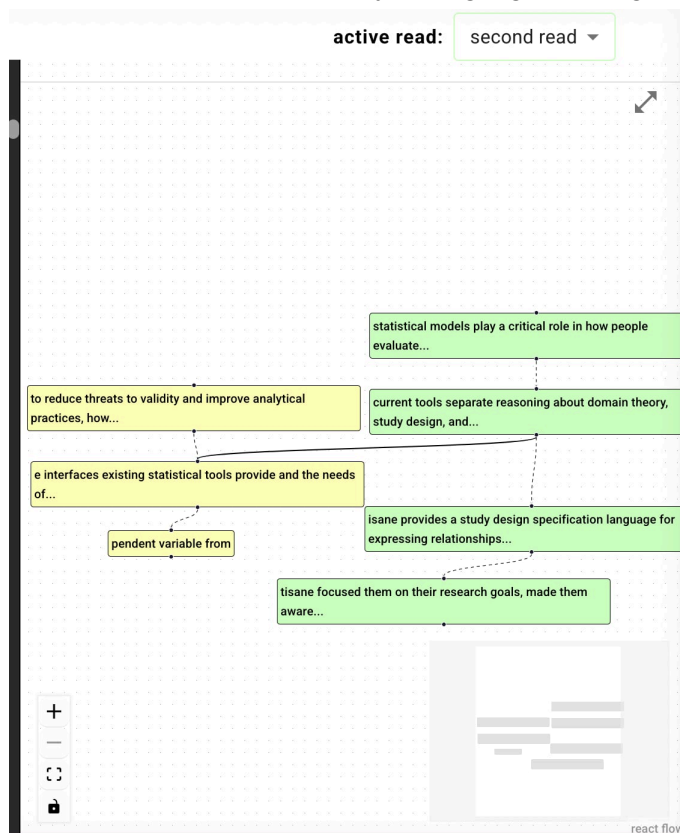 active read: second read
statistical models play a critical role in how people
evaluate...
to reduce threats to validity and improve analytical
practices, how...
current tools separate reasoning about domain theory,
study design, and...
e interfaces existing statistical tools provide and the needs
of...
pendent variable from
isane provides a study design specification language for
expressing relationships...
tisane focused them on their research goals, made them
aware...
react flow